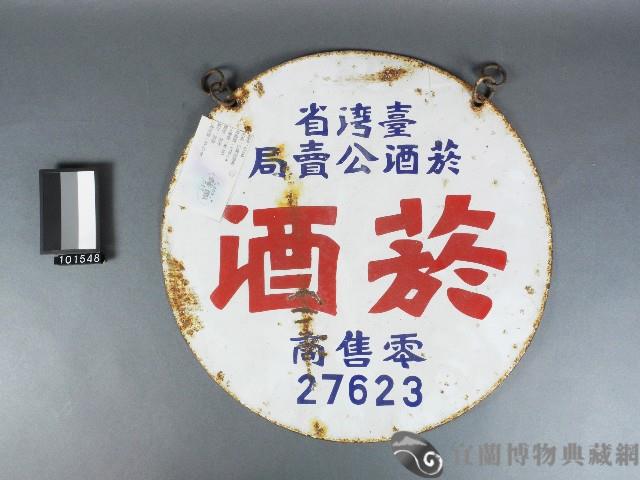 臺湾省
菸酒公賣局
菸酒
零售商
27623
101548
宜蘭博物典藏網